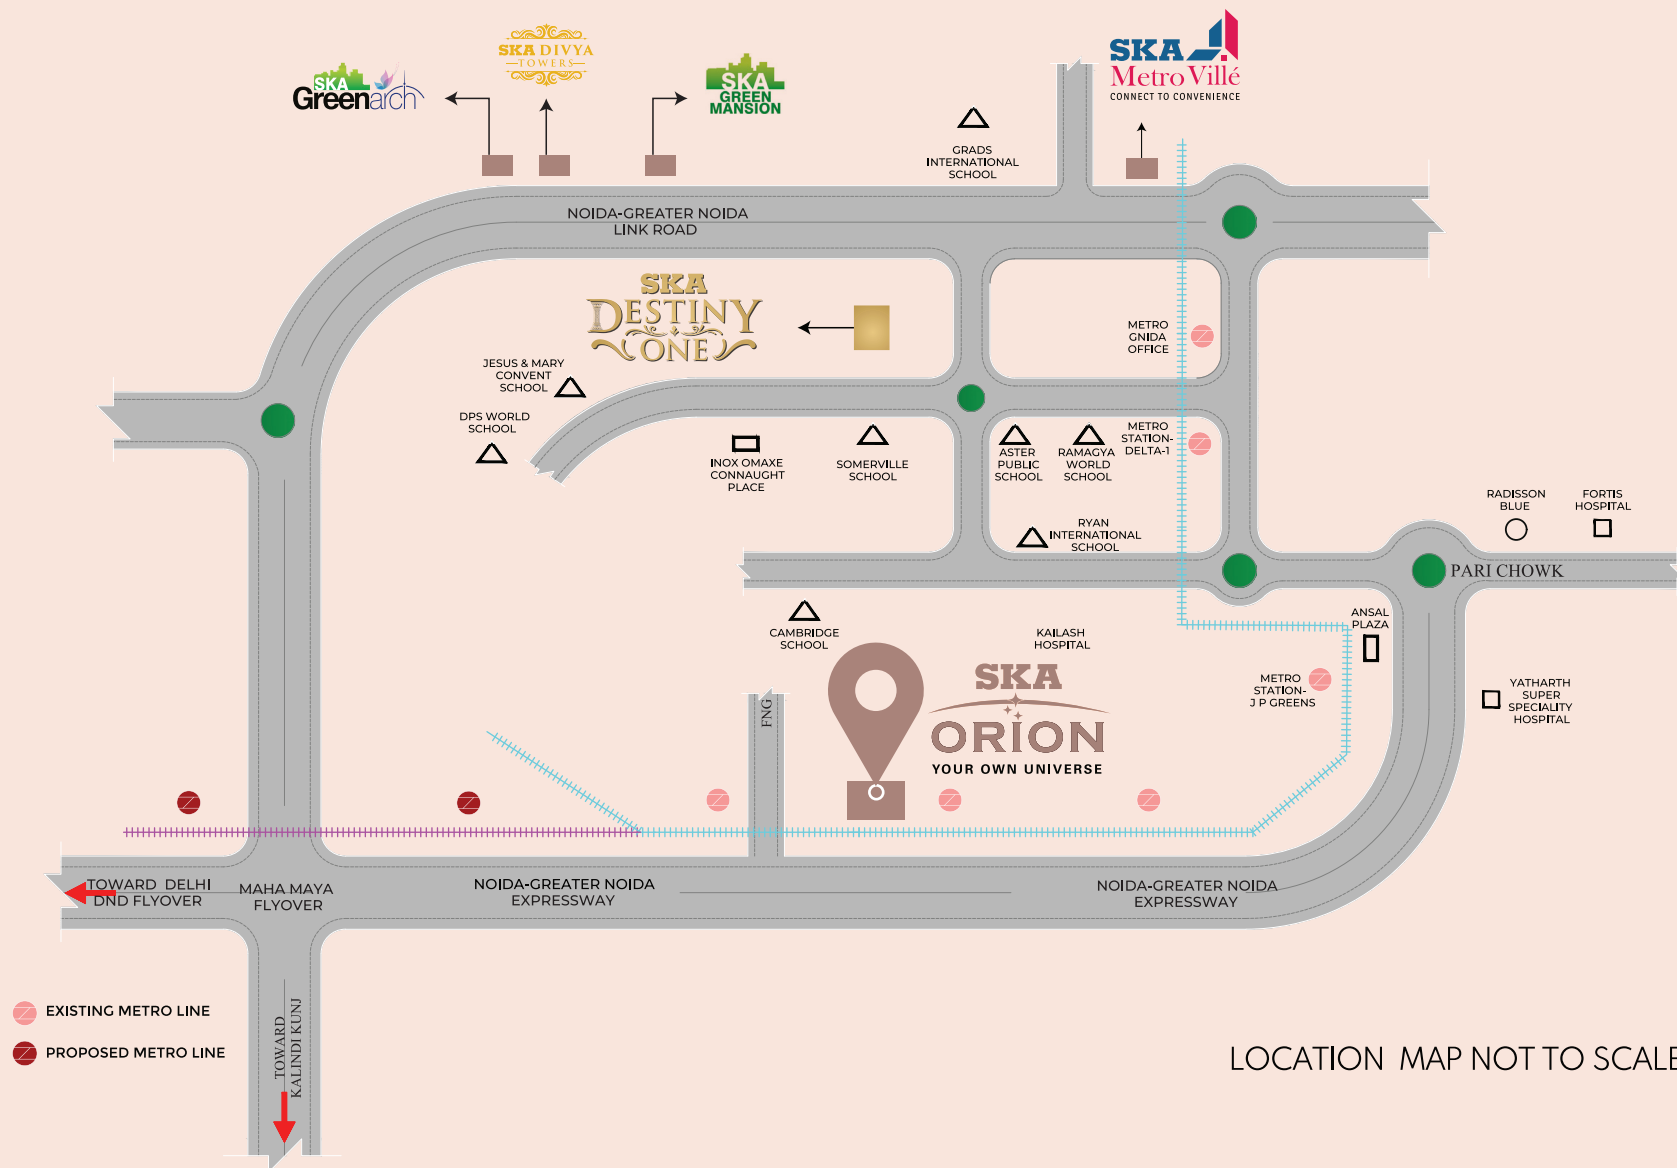 SKA DIVYA
TOWERS
SKA
Greenarch
SKA
GREEN
MANSION
SKA
Metro Villé
CONNECT TO CONVENIENCE
GRADS
INTERNATIONAL
SCHOOL
NOIDA-GREATER NOIDA
LINK ROAD
SKA
DESTINY
ONE
METRO
GNIDA
OFFICE
JESUS & MARY
CONVENT
SCHOOL
DPS WORLD
SCHOOL
INOX OMAXE
CONNAUGHT
PLACE
SOMERVILLE
SCHOOL
ASTER
PUBLIC
SCHOOL
RAMAGYA
WORLD
SCHOOL
METRO
STATION-
DELTA-1
RYAN
INTERNATIONAL
SCHOOL
RADISSON
BLUE
FORTIS
HOSPITAL
PARI CHOWK
ANSAL
PLAZA
CAMBRIDGE
SCHOOL
KAILASH
HOSPITAL
SKA
ORION
YOUR OWN UNIVERSE
METRO
STATION-
J P GREENS
YATHARTH
SUPER
SPECIALITY
HOSPITAL
FNG
TOWARD DELHI
DND FLYOVER
MAHA MAYA
FLYOVER
NOIDA-GREATER NOIDA
EXPRESSWAY
NOIDA-GREATER NOIDA
EXPRESSWAY
EXISTING METRO LINE
PROPOSED METRO LINE
TOWARD
KALINDI KUNJ
LOCATION MAP NOT TO SCALE